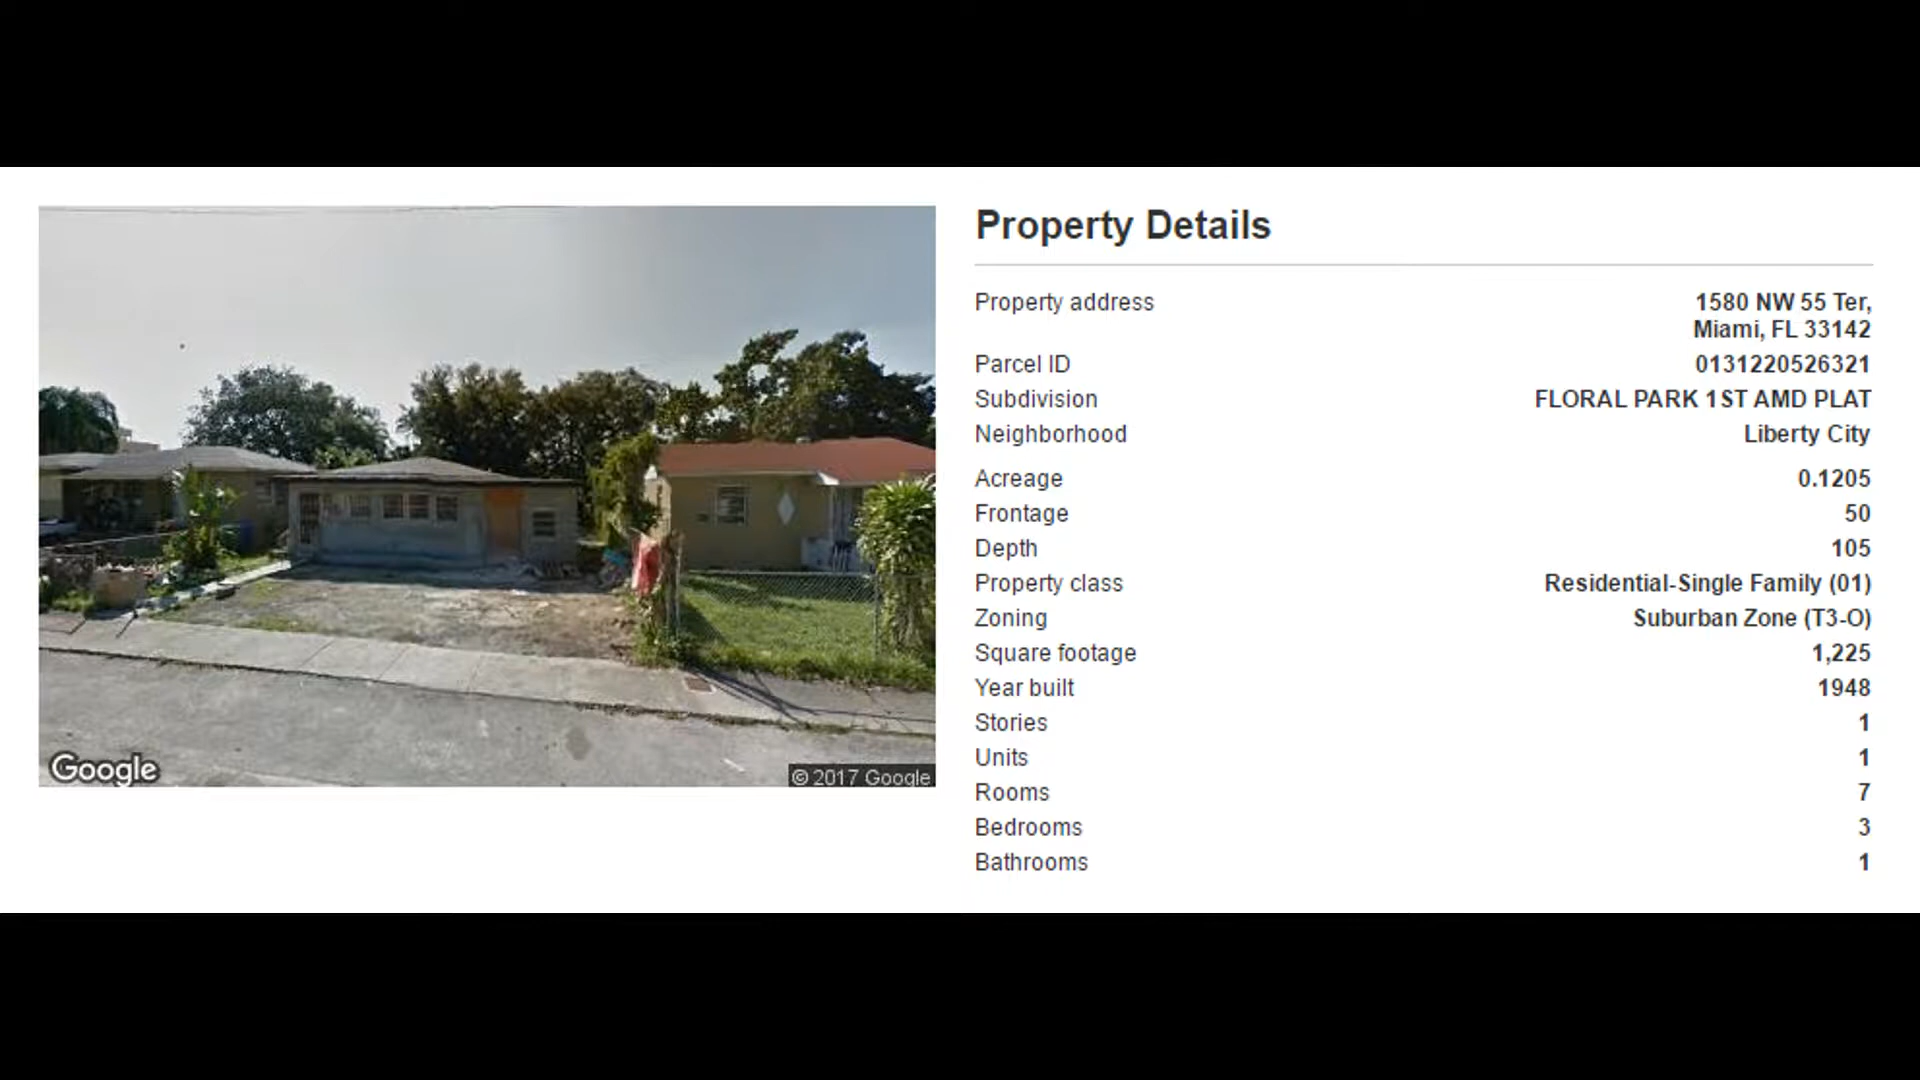 Property Details
Property address 1580 NW 55 Ter,
Miami, FL 33142
Parcel ID 0131220526321
Subdivision FLORAL PARK 1ST AMD PLAT
Neighborhood Liberty City
Acreage 0.1205
Frontage 50
Depth 105
Property class Residential-Single Family (01)
Zoning Suburban Zone (T3-O)
Square footage 1,225
Year built 1948
Stories 1
Units 1
Rooms 7
Bedrooms 3
Bathrooms 1
Google
© 2017 Google